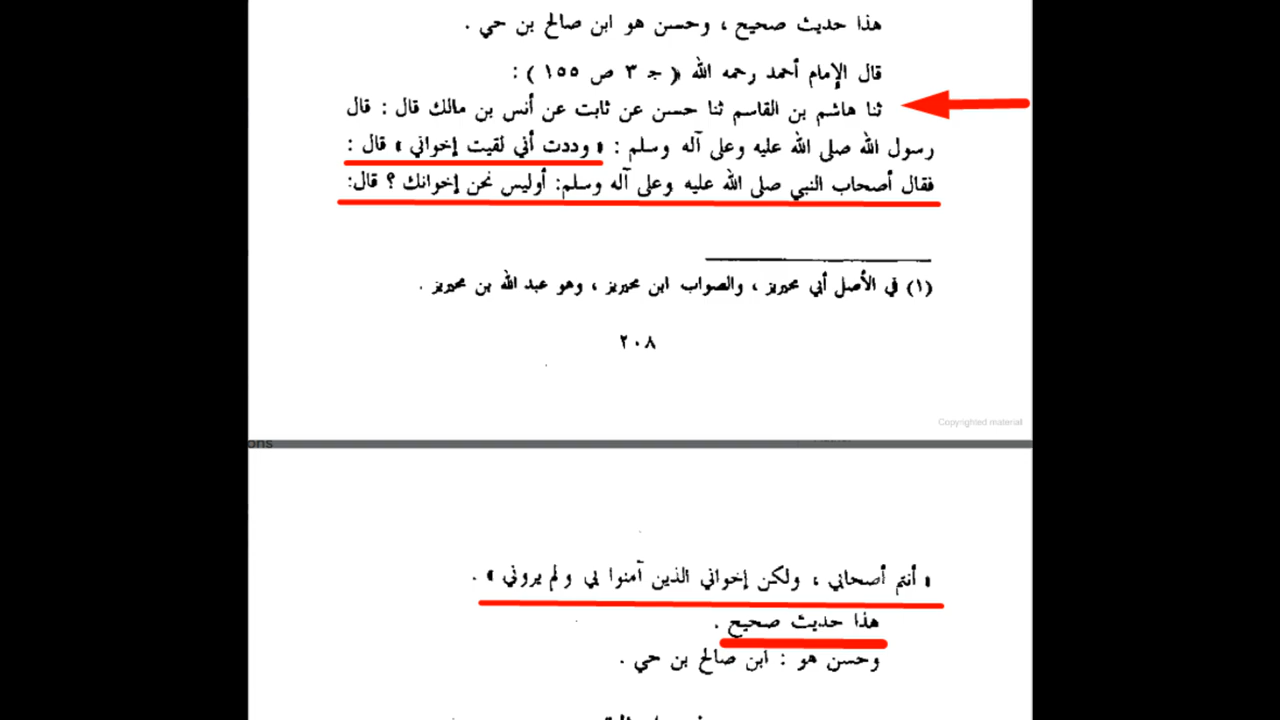 هذا حديث صحيح ، وحسن هو ابن صالح بن حي .
قال الإمام أحمد رحمه الله ( جـ ٣ ص ١٥٥ ) :
ثنا هاشم بن القاسم ثنا حسن عن ثابت عن أنس بن مالك قال : قال
رسول الله صلى الله عليه وعلى آله وسلم : « وددت أني لقيت إخواني » قال :
فقال أصحاب النبي صلى الله عليه وعلى آله وسلم: أوليس نحن إخوانك ؟ قال:
(١) في الأصل أبي محيريز ، والصواب ابن محيريز ، وهو عبد الله بن محيريز .
٢٠٨
Copyrighted material
ons
« أنتم أصحابي ، ولكن إخواني الذين آمنوا بي ولم يروني » .
هذا حديث صحيح .
وحسن هو : ابن صالح بن حي .